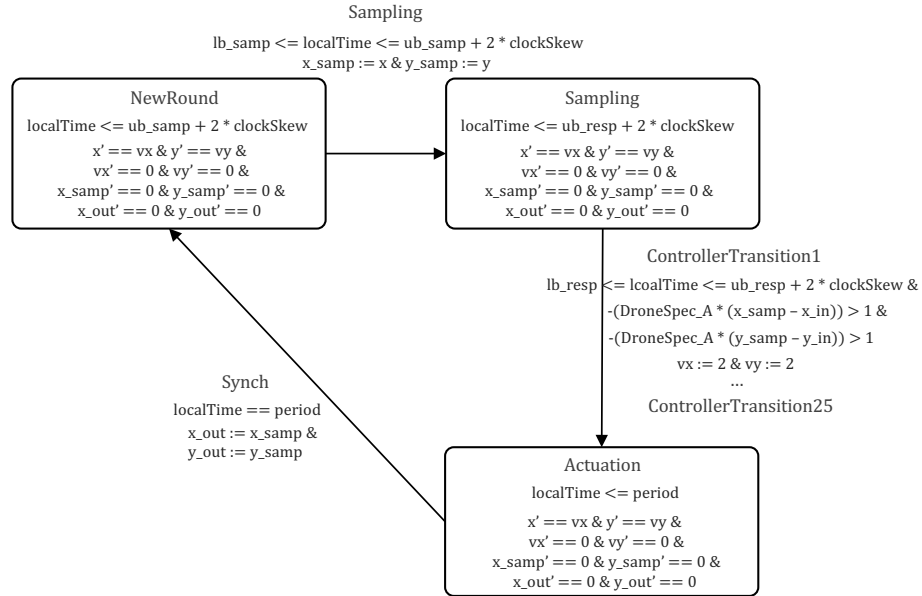 Sampling
lb_samp <= localTime <= ub_samp + 2 * clockSkew
x_samp := x & y_samp := y
NewRound
localTime <= ub_samp + 2 * clockSkew
x’ == vx & y’ == vy &
vx’ == 0 & vy’ == 0 &
x_samp’ == 0 & y_samp’ == 0 &
x_out’ == 0 & y_out’ == 0
Sampling
localTime <= ub_resp + 2 * clockSkew
x’ == vx & y’ == vy &
vx’ == 0 & vy’ == 0 &
x_samp’ == 0 & y_samp’ == 0 &
x_out’ == 0 & y_out’ == 0
ControllerTransition1
lb_resp <= lcoalTime <= ub_resp + 2 * clockSkew &
-(DroneSpec_A * (x_samp – x_in)) > 1 &
-(DroneSpec_A * (y_samp – y_in)) > 1
vx := 2 & vy := 2
...
ControllerTransition25
Synch
localTime == period
x_out := x_samp &
y_out := y_samp
Actuation
localTime <= period
x’ == vx & y’ == vy &
vx’ == 0 & vy’ == 0 &
x_samp’ == 0 & y_samp’ == 0 &
x_out’ == 0 & y_out’ == 0